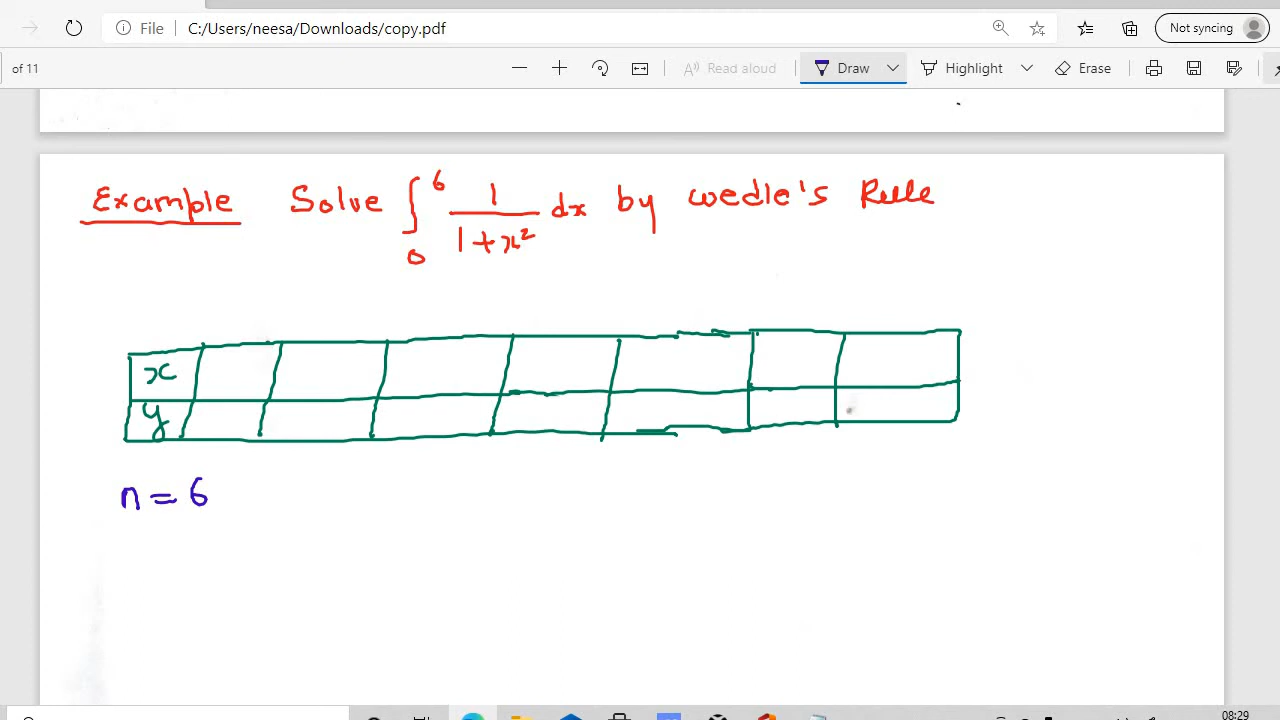 File C:/Users/neesa/Downloads/copy.pdf Not syncing
of 11 Read aloud Draw Highlight Erase
Example Solve ∫₀⁶ 1/(1+x²) dx by wedle's Rule
x
y
n = 6
08:29